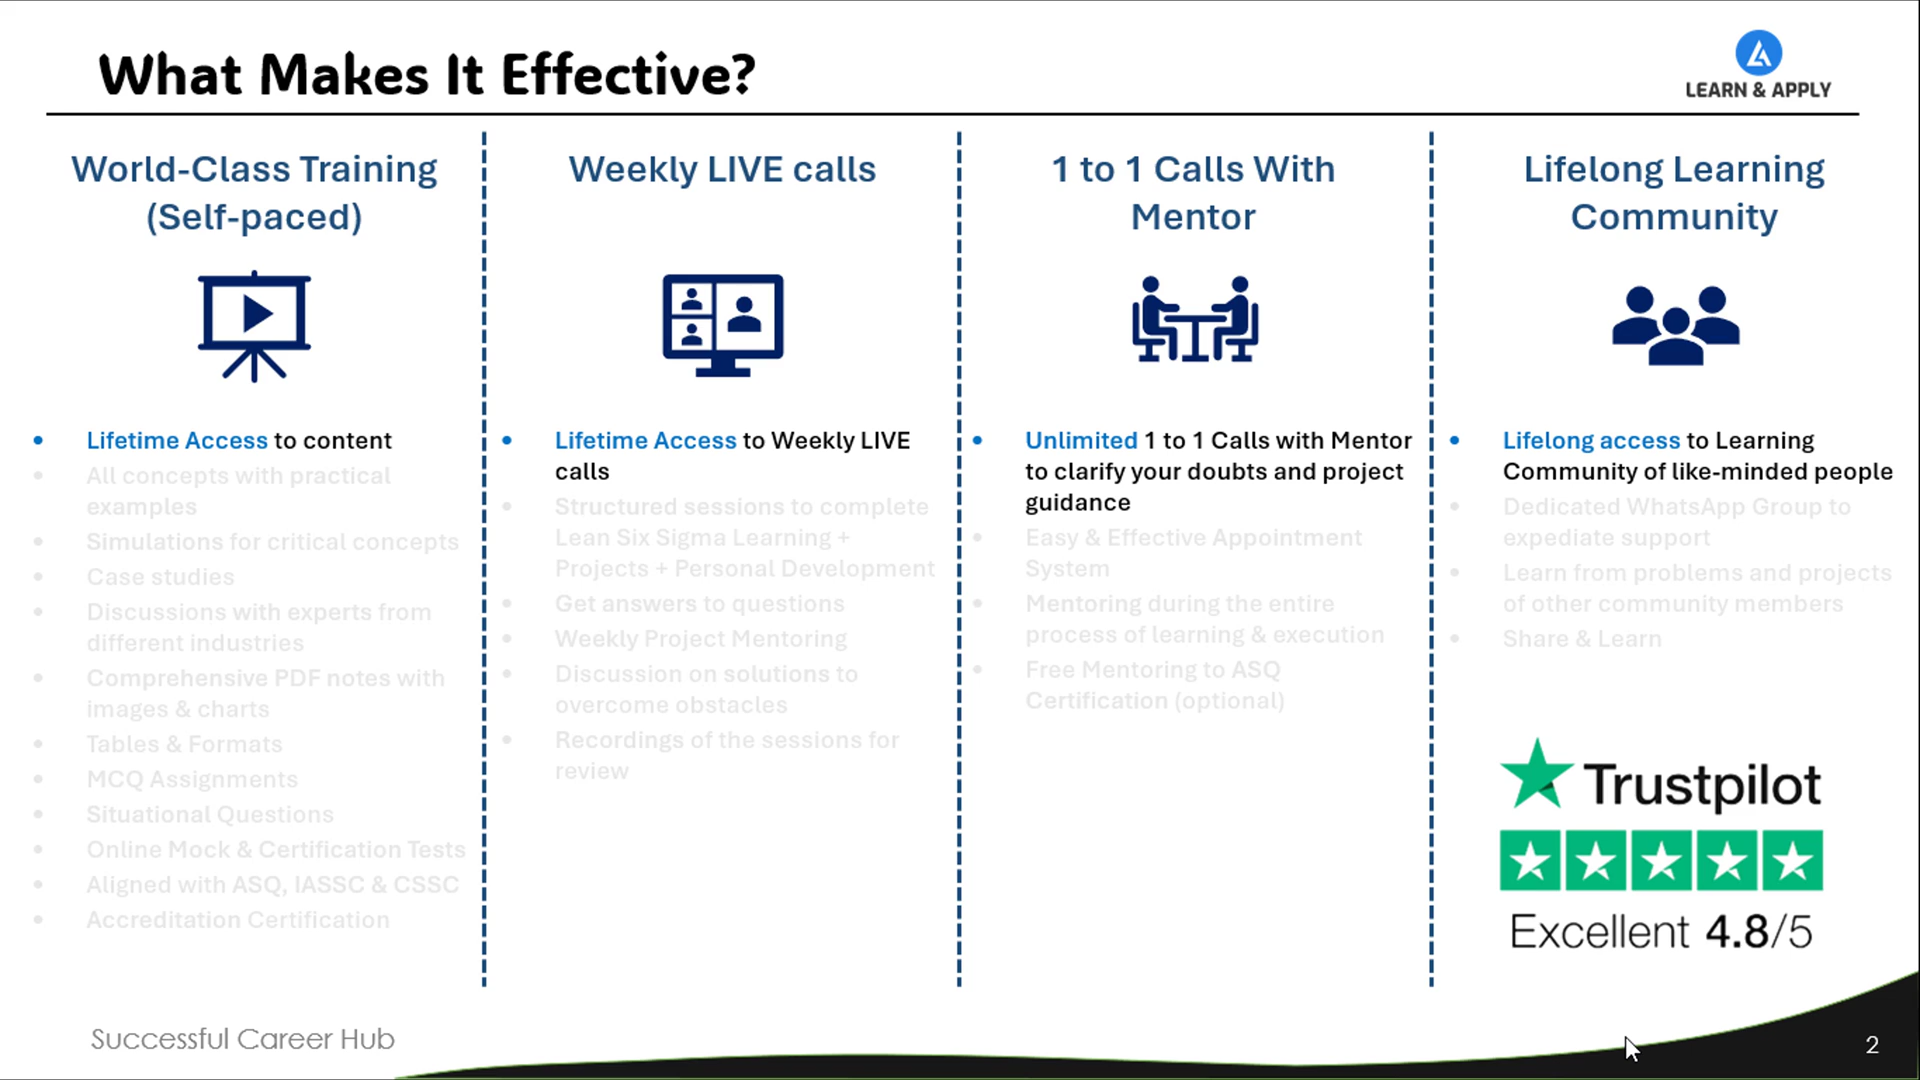 What Makes It Effective?
LEARN & APPLY
World-Class Training
(Self-paced)
• Lifetime Access to content
• All concepts with practical
examples
• Simulations for critical concepts
• Case studies
• Discussions with experts from
different industries
• Comprehensive PDF notes with
images & charts
• Tables & Formats
• MCQ Assignments
• Situational Questions
• Online Mock & Certification Tests
• Aligned with ASQ, IASSC & CSSC
• Accreditation Certification
Weekly LIVE calls
• Lifetime Access to Weekly LIVE
calls
• Structured sessions to complete
Lean Six Sigma Learning +
Projects + Personal Development
• Get answers to questions
• Weekly Project Mentoring
• Discussion on solutions to
overcome obstacles
• Recordings of the sessions for
review
1 to 1 Calls With
Mentor
• Unlimited 1 to 1 Calls with Mentor
to clarify your doubts and project
guidance
• Easy & Effective Appointment
System
• Mentoring during the entire
process of learning & execution
• Free Mentoring to ASQ
Certification (optional)
Lifelong Learning
Community
• Lifelong access to Learning
Community of like-minded people
• Dedicated WhatsApp Group to
expediate support
• Learn from problems and projects
of other community members
• Share & Learn
Trustpilot
Excellent 4.8/5
Successful Career Hub
2